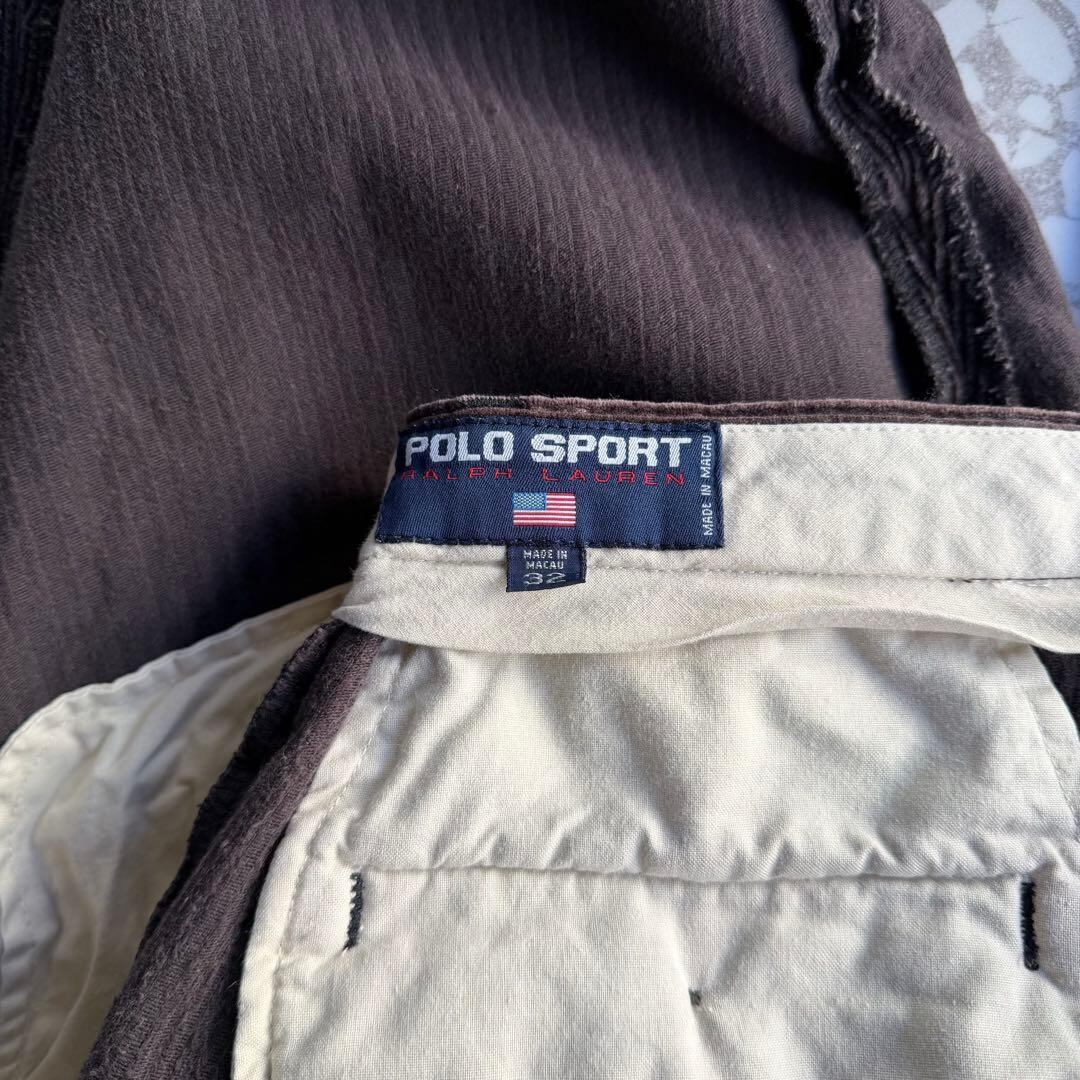 POLO SPORT
RALPH LAUREN
MADE IN MACAU
MADE IN
MACAU
32